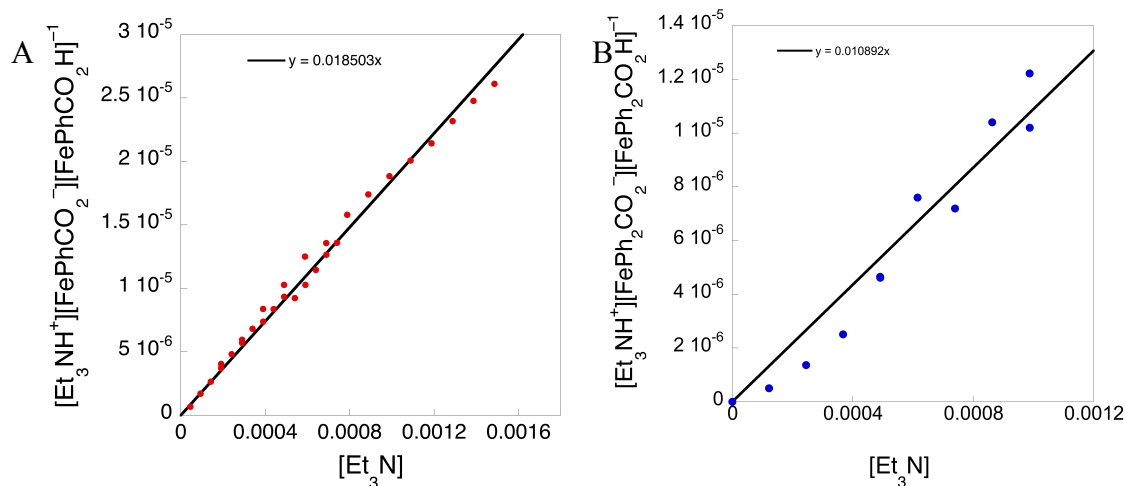 A
[Et₃NH⁺][FePhCO₂⁻][FePhCO₂H]⁻¹
3 10⁻⁵
2.5 10⁻⁵
2 10⁻⁵
1.5 10⁻⁵
1 10⁻⁵
5 10⁻⁶
0
y = 0.018503x
0 0.0004 0.0008 0.0012 0.0016
[Et₃N]
B
[Et₃NH⁺][FePh₂CO₂⁻][FePh₂CO₂H]⁻¹
1.4 10⁻⁵
1.2 10⁻⁵
1 10⁻⁵
8 10⁻⁶
6 10⁻⁶
4 10⁻⁶
2 10⁻⁶
0
y = 0.010892x
0 0.0004 0.0008 0.0012
[Et₃N]